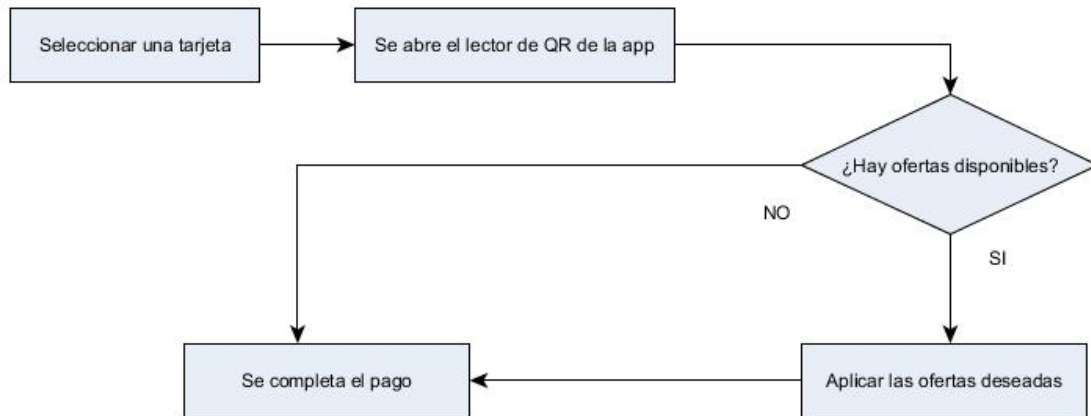 Seleccionar una tarjeta
Se abre el lector de QR de la app
¿Hay ofertas disponibles?
NO
SI
Se completa el pago
Aplicar las ofertas deseadas